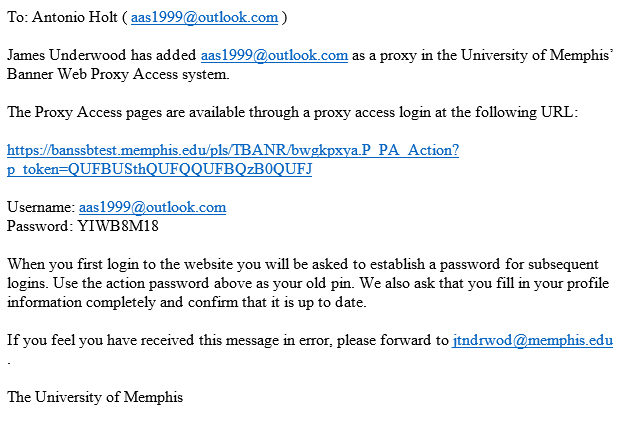 To: Antonio Holt ( aas1999@outlook.com )
James Underwood has added aas1999@outlook.com as a proxy in the University of Memphis’
Banner Web Proxy Access system.
The Proxy Access pages are available through a proxy access login at the following URL:
https://banssbtest.memphis.edu/pls/TBANR/bwgkpxya.P_PA_Action?
p_token=QUFBUSthQUFQQUFBQzB0QUFJ
Username: aas1999@outlook.com
Password: YIWB8M18
When you first login to the website you will be asked to establish a password for subsequent
logins. Use the action password above as your old pin. We also ask that you fill in your profile
information completely and confirm that it is up to date.
If you feel you have received this message in error, please forward to jtndrwod@memphis.edu
.
The University of Memphis